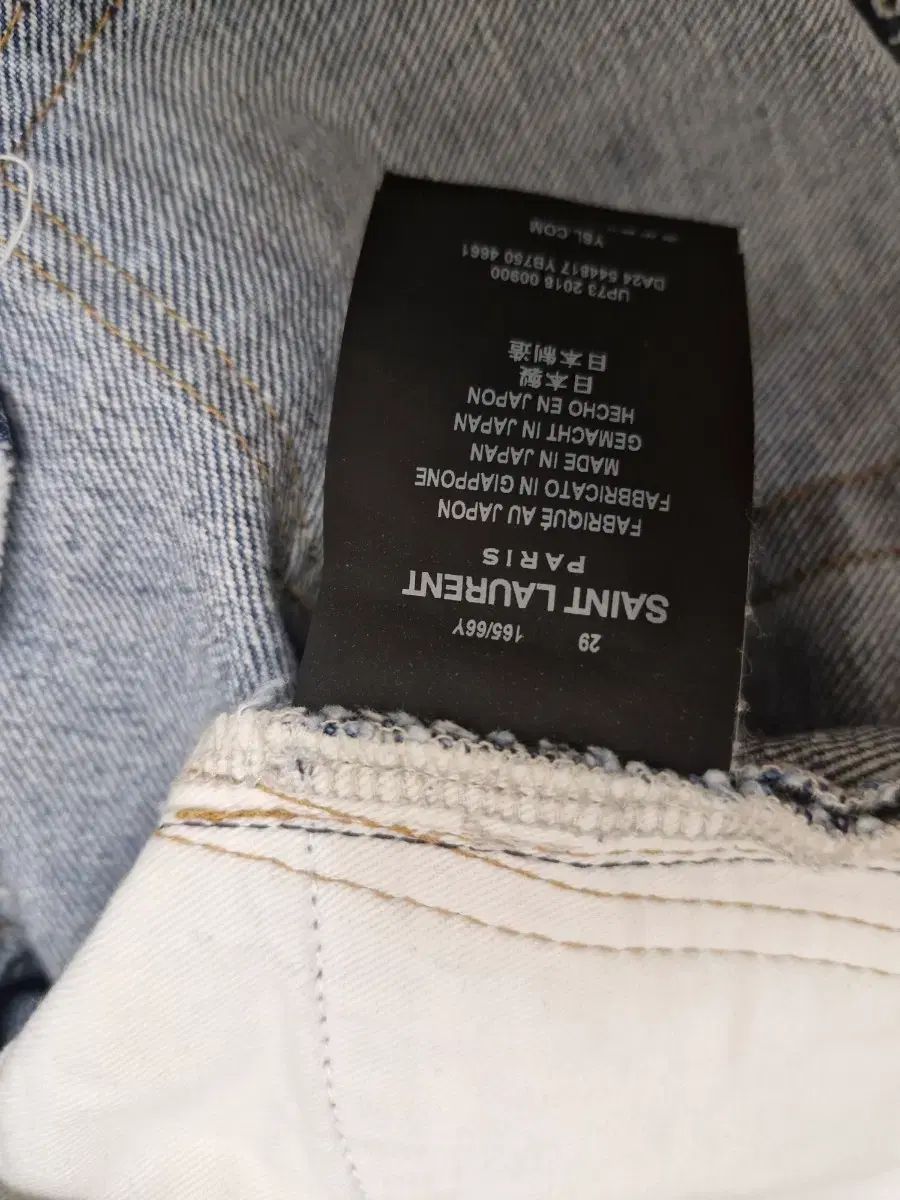 29 165/66Y
SAINT LAURENT
PARIS
FABRIQUÉ AU JAPON
FABBRICATO IN GIAPPONE
MADE IN JAPAN
GEMACHT IN JAPAN
HECHO EN JAPON
日本製
日本制造
UP73 2018 00900
DA24 544817 YB750 4661
YSL.COM